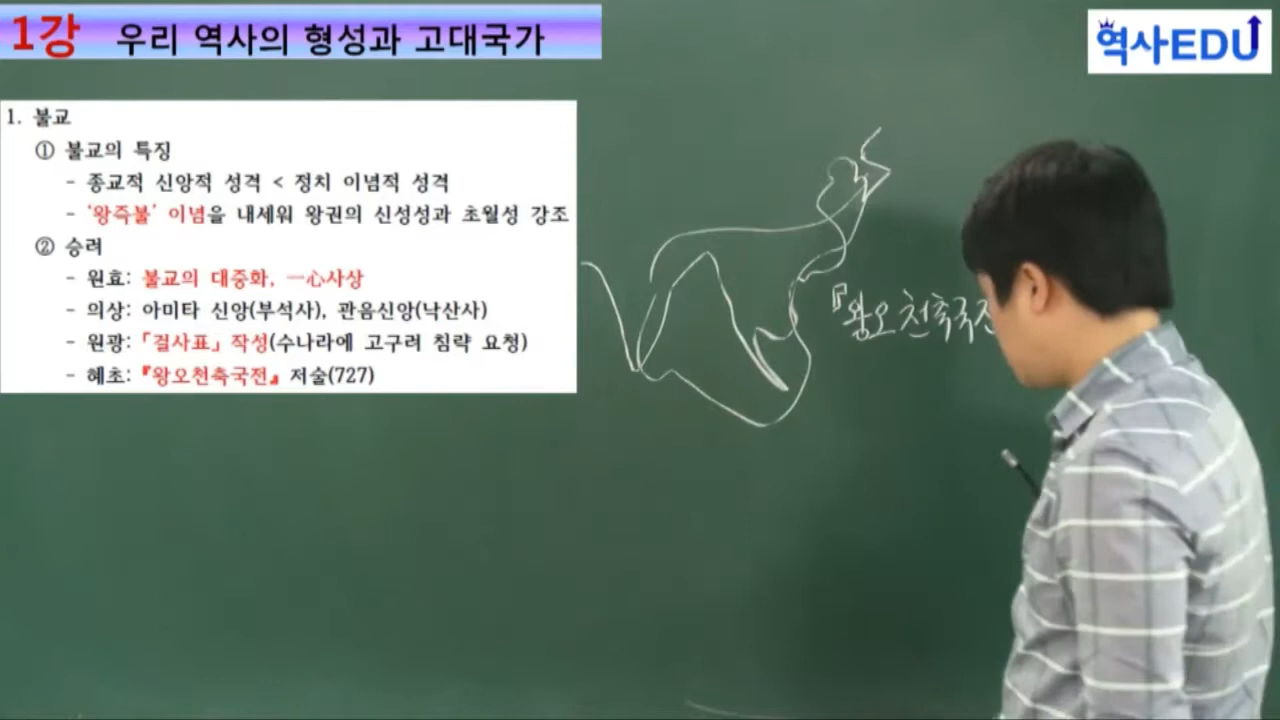 1강 우리 역사의 형성과 고대국가
역사EDU
1. 불교
① 불교의 특징
- 종교적 신앙적 성격 < 정치 이념적 성격
- ‘왕즉불’ 이념을 내세워 왕권의 신성성과 초월성 강조
② 승려
- 원효: 불교의 대중화, 一心사상
- 의상: 아미타 신앙(부석사), 관음신앙(낙산사)
- 원광: 「걸사표」 작성(수나라에 고구려 침략 요청)
- 혜초: 『왕오천축국전』 저술(727)
『왕오천축국전